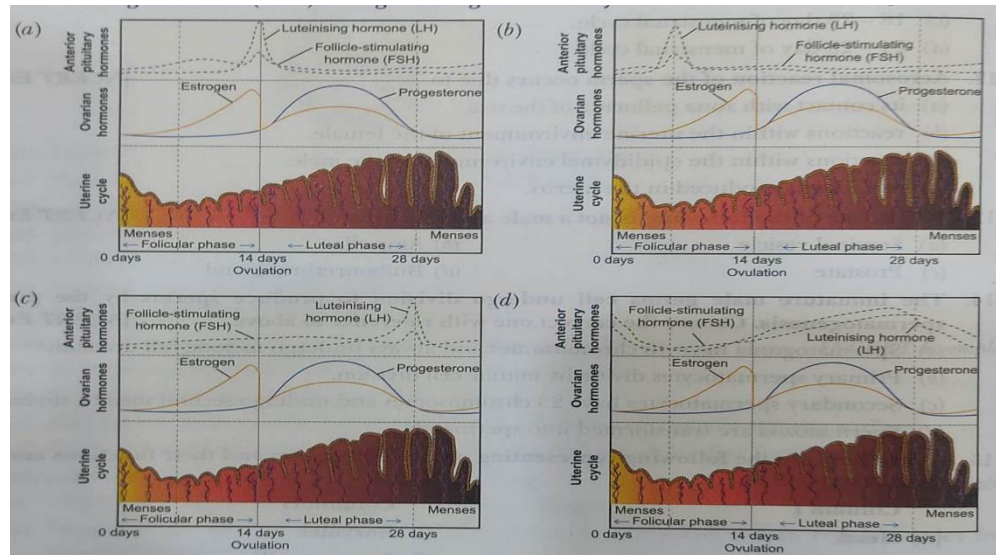 (a)
Anterior
pituitary
hormones
Luteinising hormone (LH)
Follicle-stimulating
hormone (FSH)
Ovarian
hormones
Estrogen
Progesterone
Uterine
cycle
Menses
Menses
Follicular phase
Luteal phase
0 days
14 days
28 days
Ovulation
(b)
Anterior
pituitary
hormones
Luteinising
hormone (LH)
Follicle-stimulating
hormone (FSH)
Ovarian
hormones
Estrogen
Progesterone
Uterine
cycle
Menses
Menses
Follicular phase
Luteal phase
0 days
14 days
28 days
Ovulation
(c)
Anterior
pituitary
hormones
Follicle-stimulating
hormone (FSH)
Luteinising
hormone (LH)
Ovarian
hormones
Estrogen
Progesterone
Uterine
cycle
Menses
Menses
Follicular phase
Luteal phase
0 days
14 days
28 days
Ovulation
(d)
Anterior
pituitary
hormones
Follicle-stimulating
hormone (FSH)
Luteinising hormone
(LH)
Ovarian
hormones
Estrogen
Progesterone
Uterine
cycle
Menses
Menses
Follicular phase
Luteal phase
0 days
14 days
28 days
Ovulation